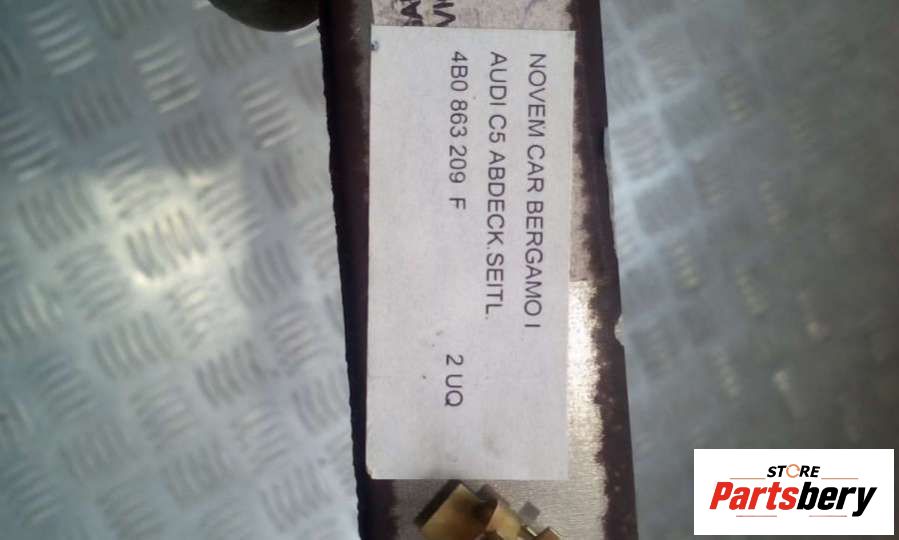 NOVEM CAR BERGAMO I.
AUDI C5 ABDECK.SEITL.
4B0 863 209 F 2 UQ
STORE
Partsbery